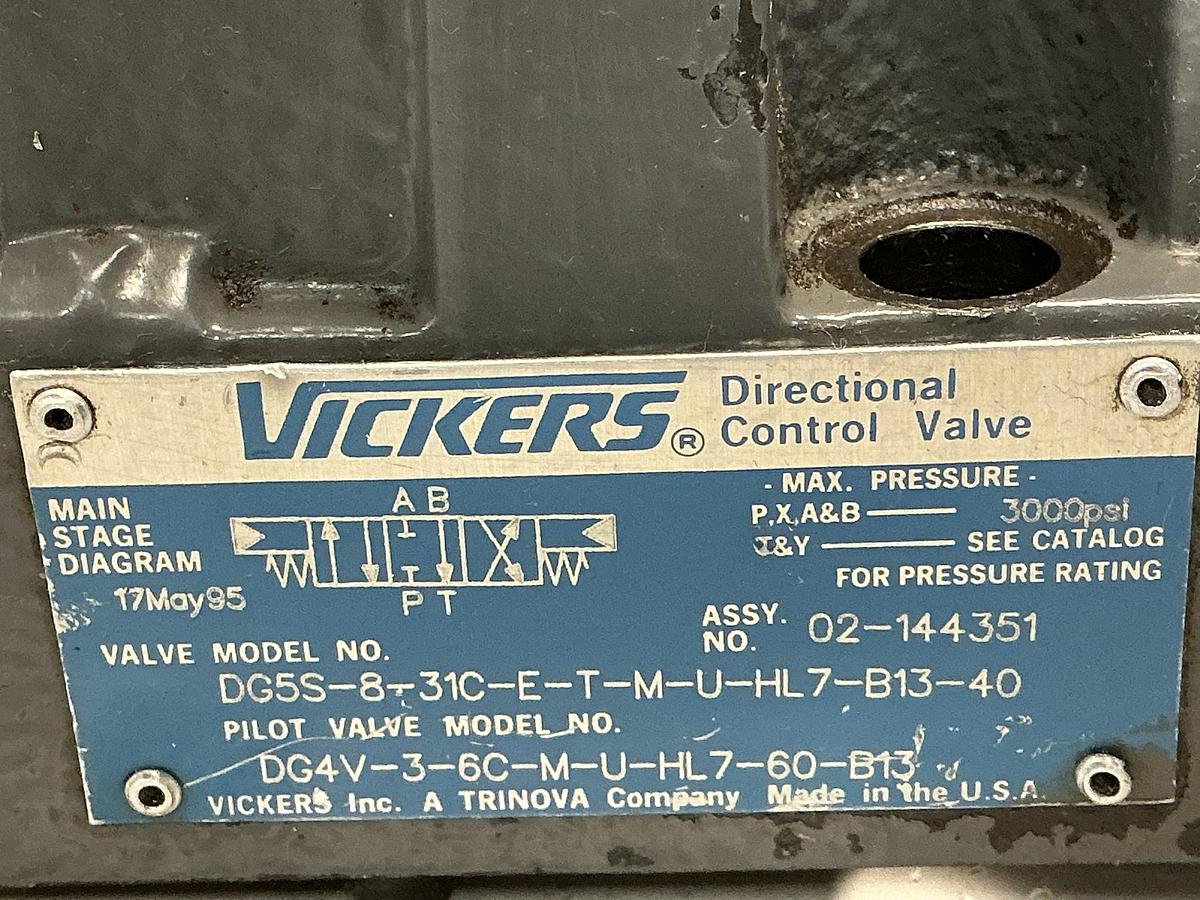 VICKERS®
Directional
Control Valve
MAIN
STAGE
DIAGRAM
A B
P T
17May95
- MAX. PRESSURE -
P,X,A&B — 3000psi
T&Y — SEE CATALOG
FOR PRESSURE RATING
ASSY.
NO. 02-144351
VALVE MODEL NO.
DG5S-8-31C-E-T-M-U-HL7-B13-40
PILOT VALVE MODEL NO.
DG4V-3-6C-M-U-HL7-60-B13
VICKERS Inc. A TRINOVA Company Made in the U.S.A.